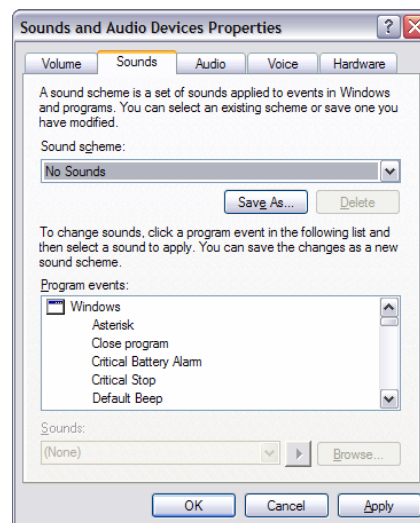 Sounds and Audio Devices Properties
?
Volume
Sounds
Audio
Voice
Hardware
A sound scheme is a set of sounds applied to events in Windows
and programs. You can select an existing scheme or save one you
have modified.
Sound scheme:
No Sounds
Save As...
Delete
To change sounds, click a program event in the following list and
then select a sound to apply. You can save the changes as a new
sound scheme.
Program events:
Windows
Asterisk
Close program
Critical Battery Alarm
Critical Stop
Default Beep
Sounds:
(None)
Browse...
OK
Cancel
Apply